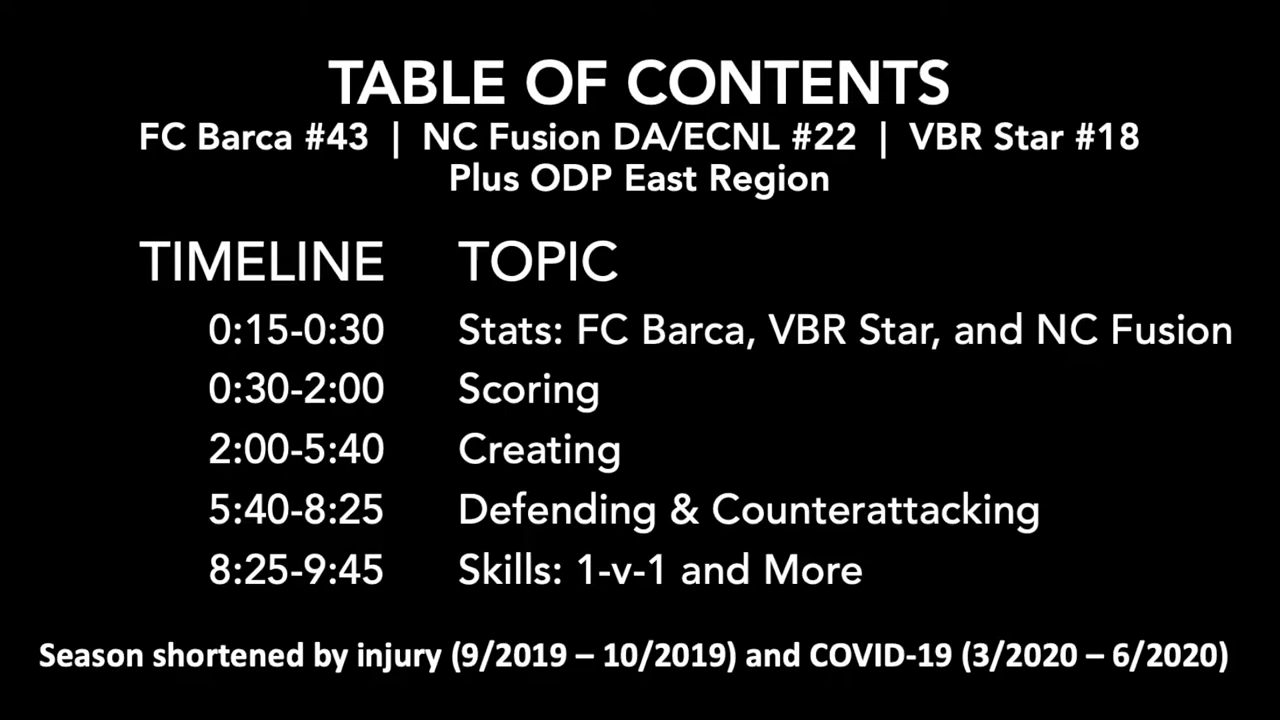 TABLE OF CONTENTS
FC Barca #43 | NC Fusion DA/ECNL #22 | VBR Star #18
Plus ODP East Region
TIMELINE TOPIC
0:15-0:30 Stats: FC Barca, VBR Star, and NC Fusion
0:30-2:00 Scoring
2:00-5:40 Creating
5:40-8:25 Defending & Counterattacking
8:25-9:45 Skills: 1-v-1 and More
Season shortened by injury (9/2019 – 10/2019) and COVID-19 (3/2020 – 6/2020)